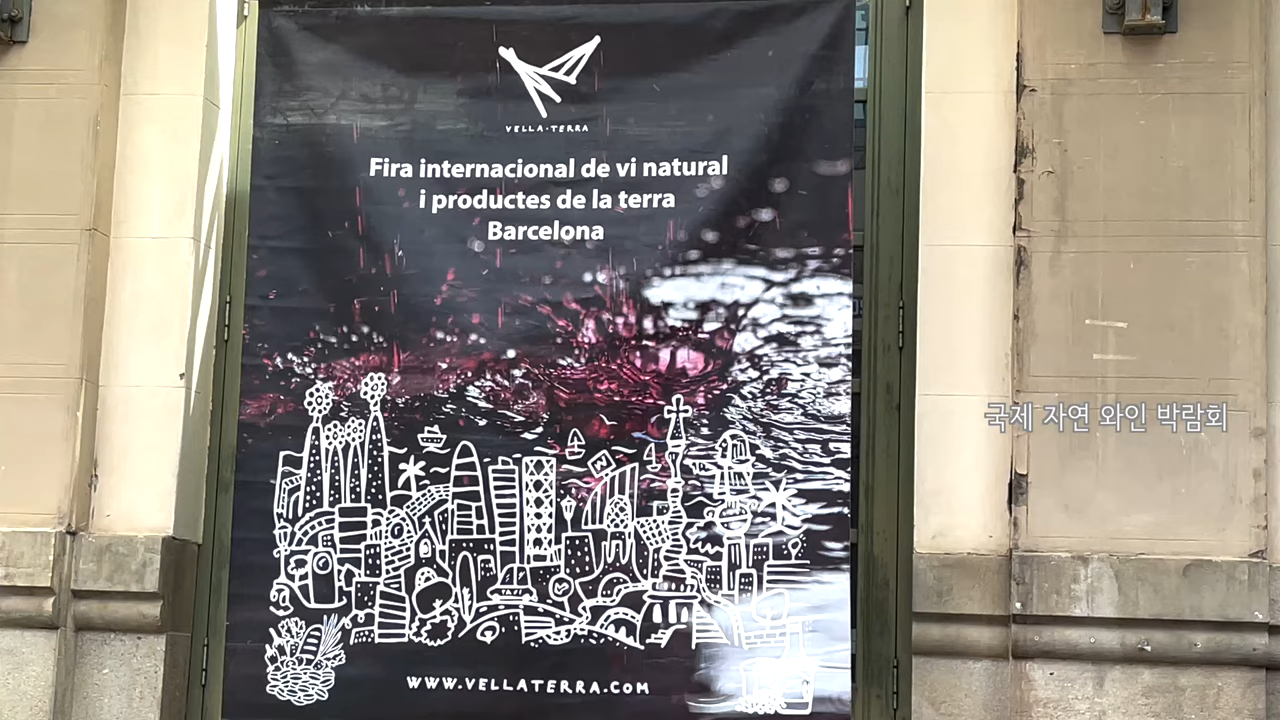 VELLA·TERRA
Fira internacional de vi natural
i productes de la terra
Barcelona
국제 자연 와인 박람회
TAXI
WWW.VELLATERRA.COM